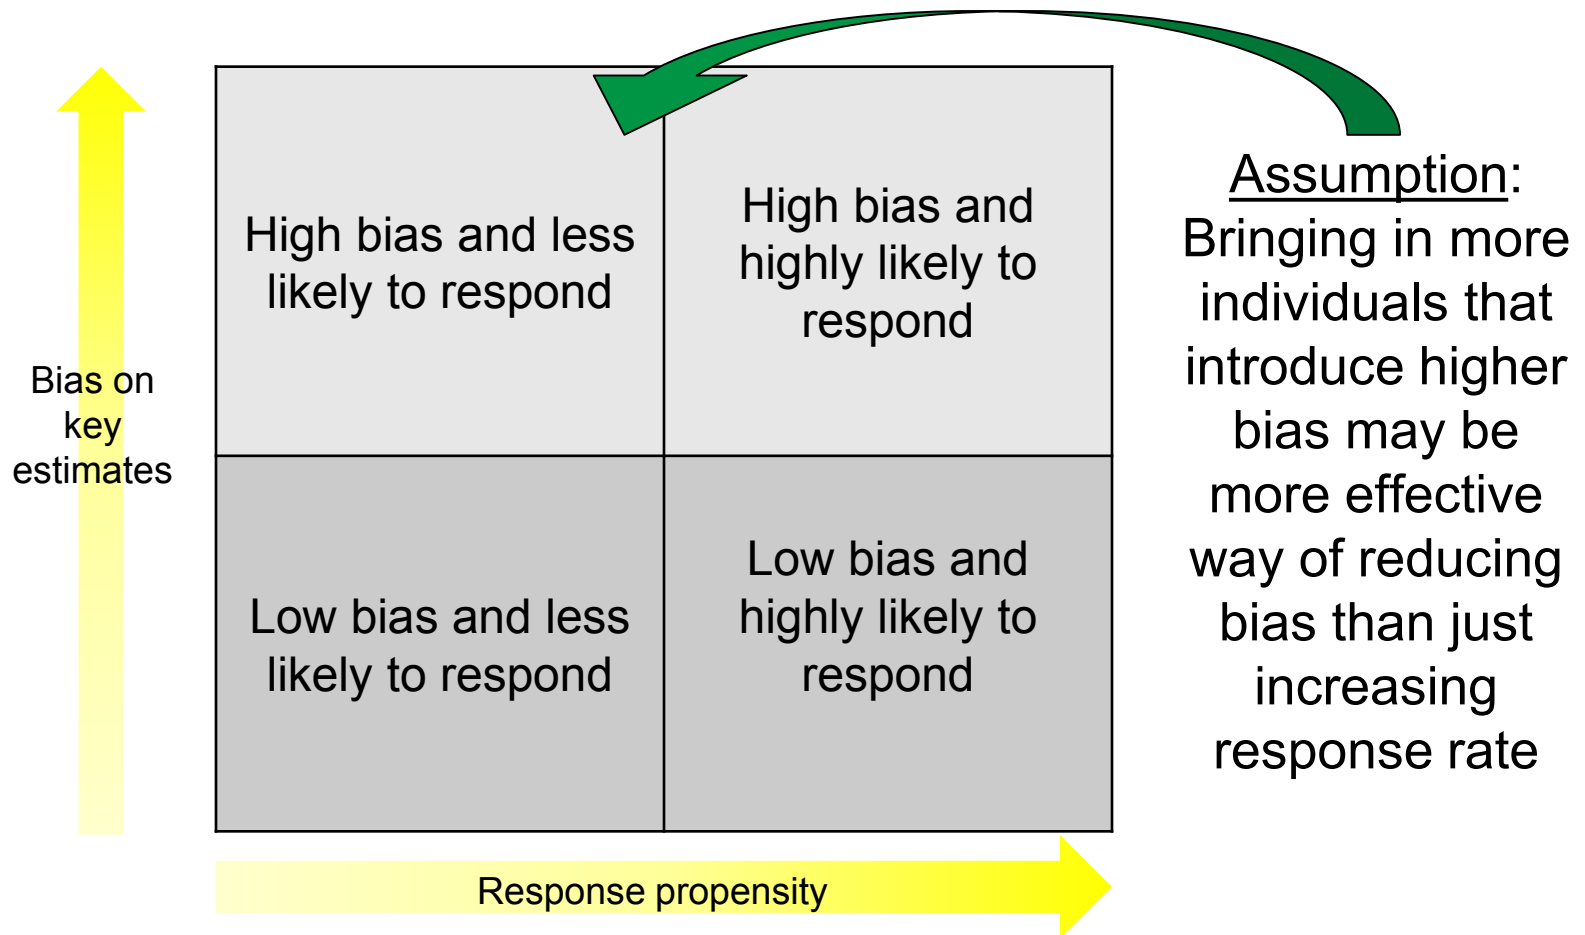 High bias and less
likely to respond
High bias and
highly likely to
respond
Low bias and less
likely to respond
Low bias and
highly likely to
respond
Bias on
key
estimates
Response propensity
Assumption:
Bringing in more
individuals that
introduce higher
bias may be
more effective
way of reducing
bias than just
increasing
response rate